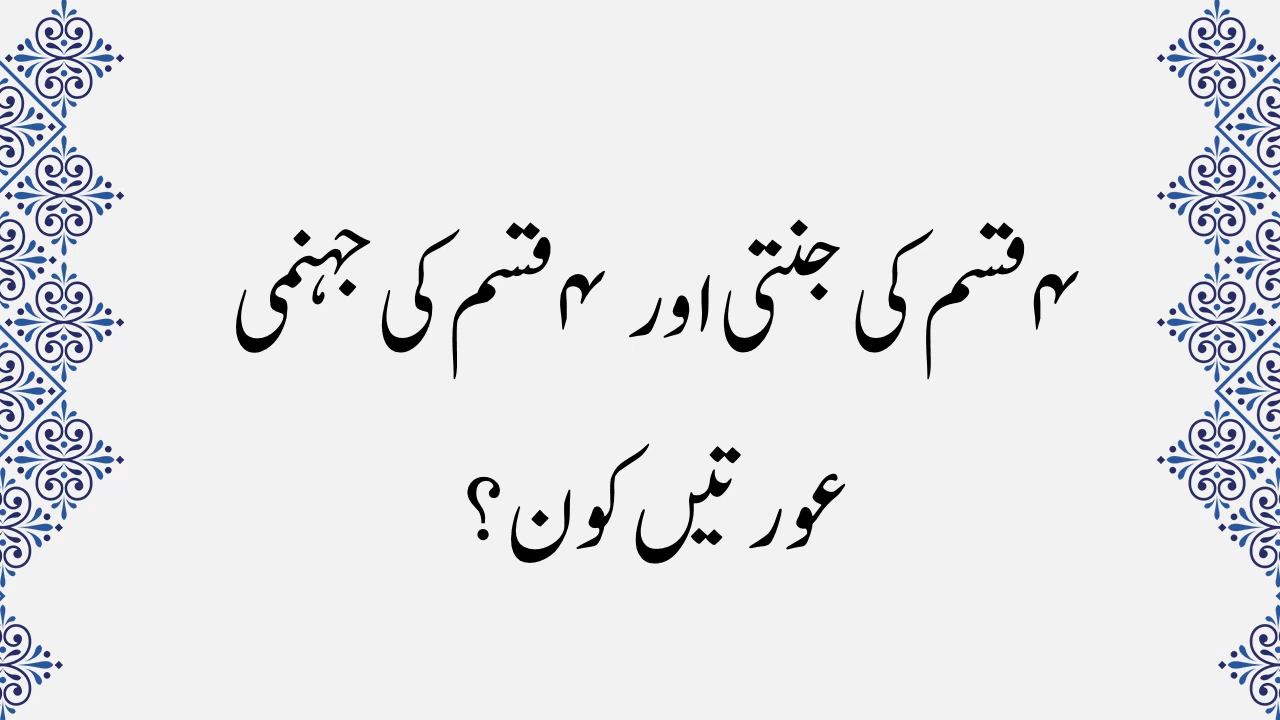 ۴ قسم کی جنتی اور ۴ قسم کی جہنمی
عورتیں کون؟